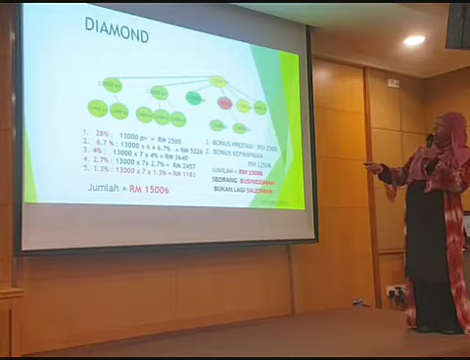 DIAMOND
1. 28% : 13000 pv = RM 2500
2. 6.7 % : 13000 x 6 x 6.7% = RM 5226
3. 4% : 13000 x 7 x 4% = RM 3640
4. 2.7% : 13000 x 7x 2.7% = RM 2457
5. 1.3% : 13000 x 7 x 1.3% = RM 1183
Jumlah = RM 15006
1. BONUS PRESTASI : RM 2500
2. BONUS KEPIMPINAN
RM 12506
JUMLAH = RM 15006
SEORANG BUSINESSMAN
BUKAN LAGI SALESMAN